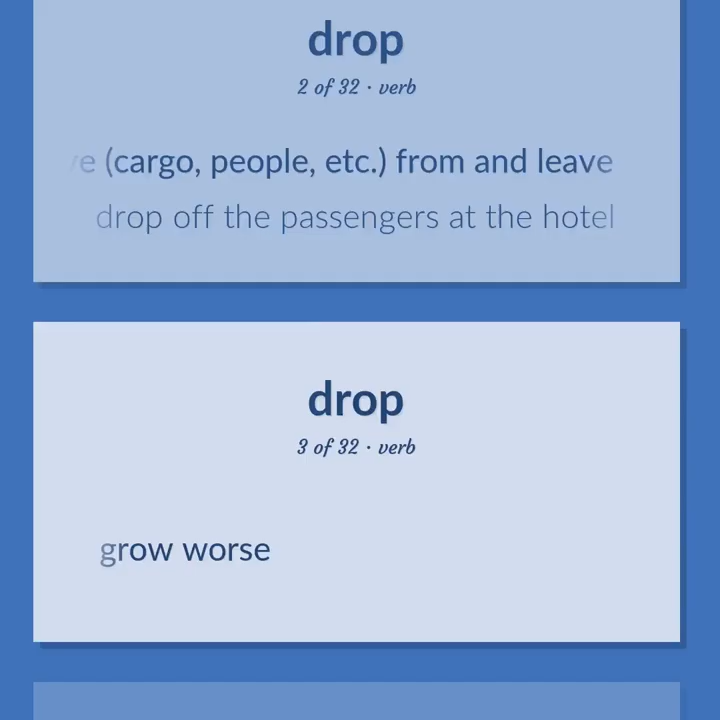 drop
2 of 32 · verb
(cargo, people, etc.) from and leave
drop off the passengers at the hotel
drop
3 of 32 · verb
grow worse